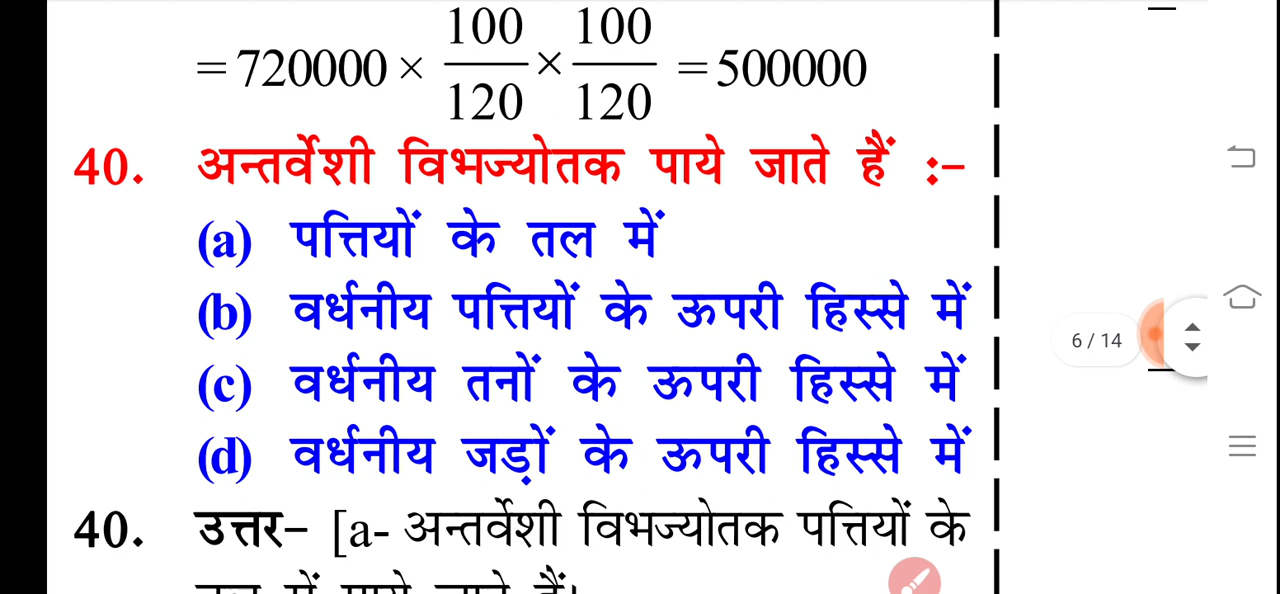 = 720000 × 100/120 × 100/120 = 500000
40. अन्तर्वेशी विभज्योतक पाये जाते हैं :–
(a) पत्तियों के तल में
(b) वर्धनीय पत्तियों के ऊपरी हिस्से में
(c) वर्धनीय तनों के ऊपरी हिस्से में
(d) वर्धनीय जड़ों के ऊपरी हिस्से में
6 / 14
40. उत्तर– [a- अन्तर्वेशी विभज्योतक पत्तियों के
तल में पाये जाते हैं।